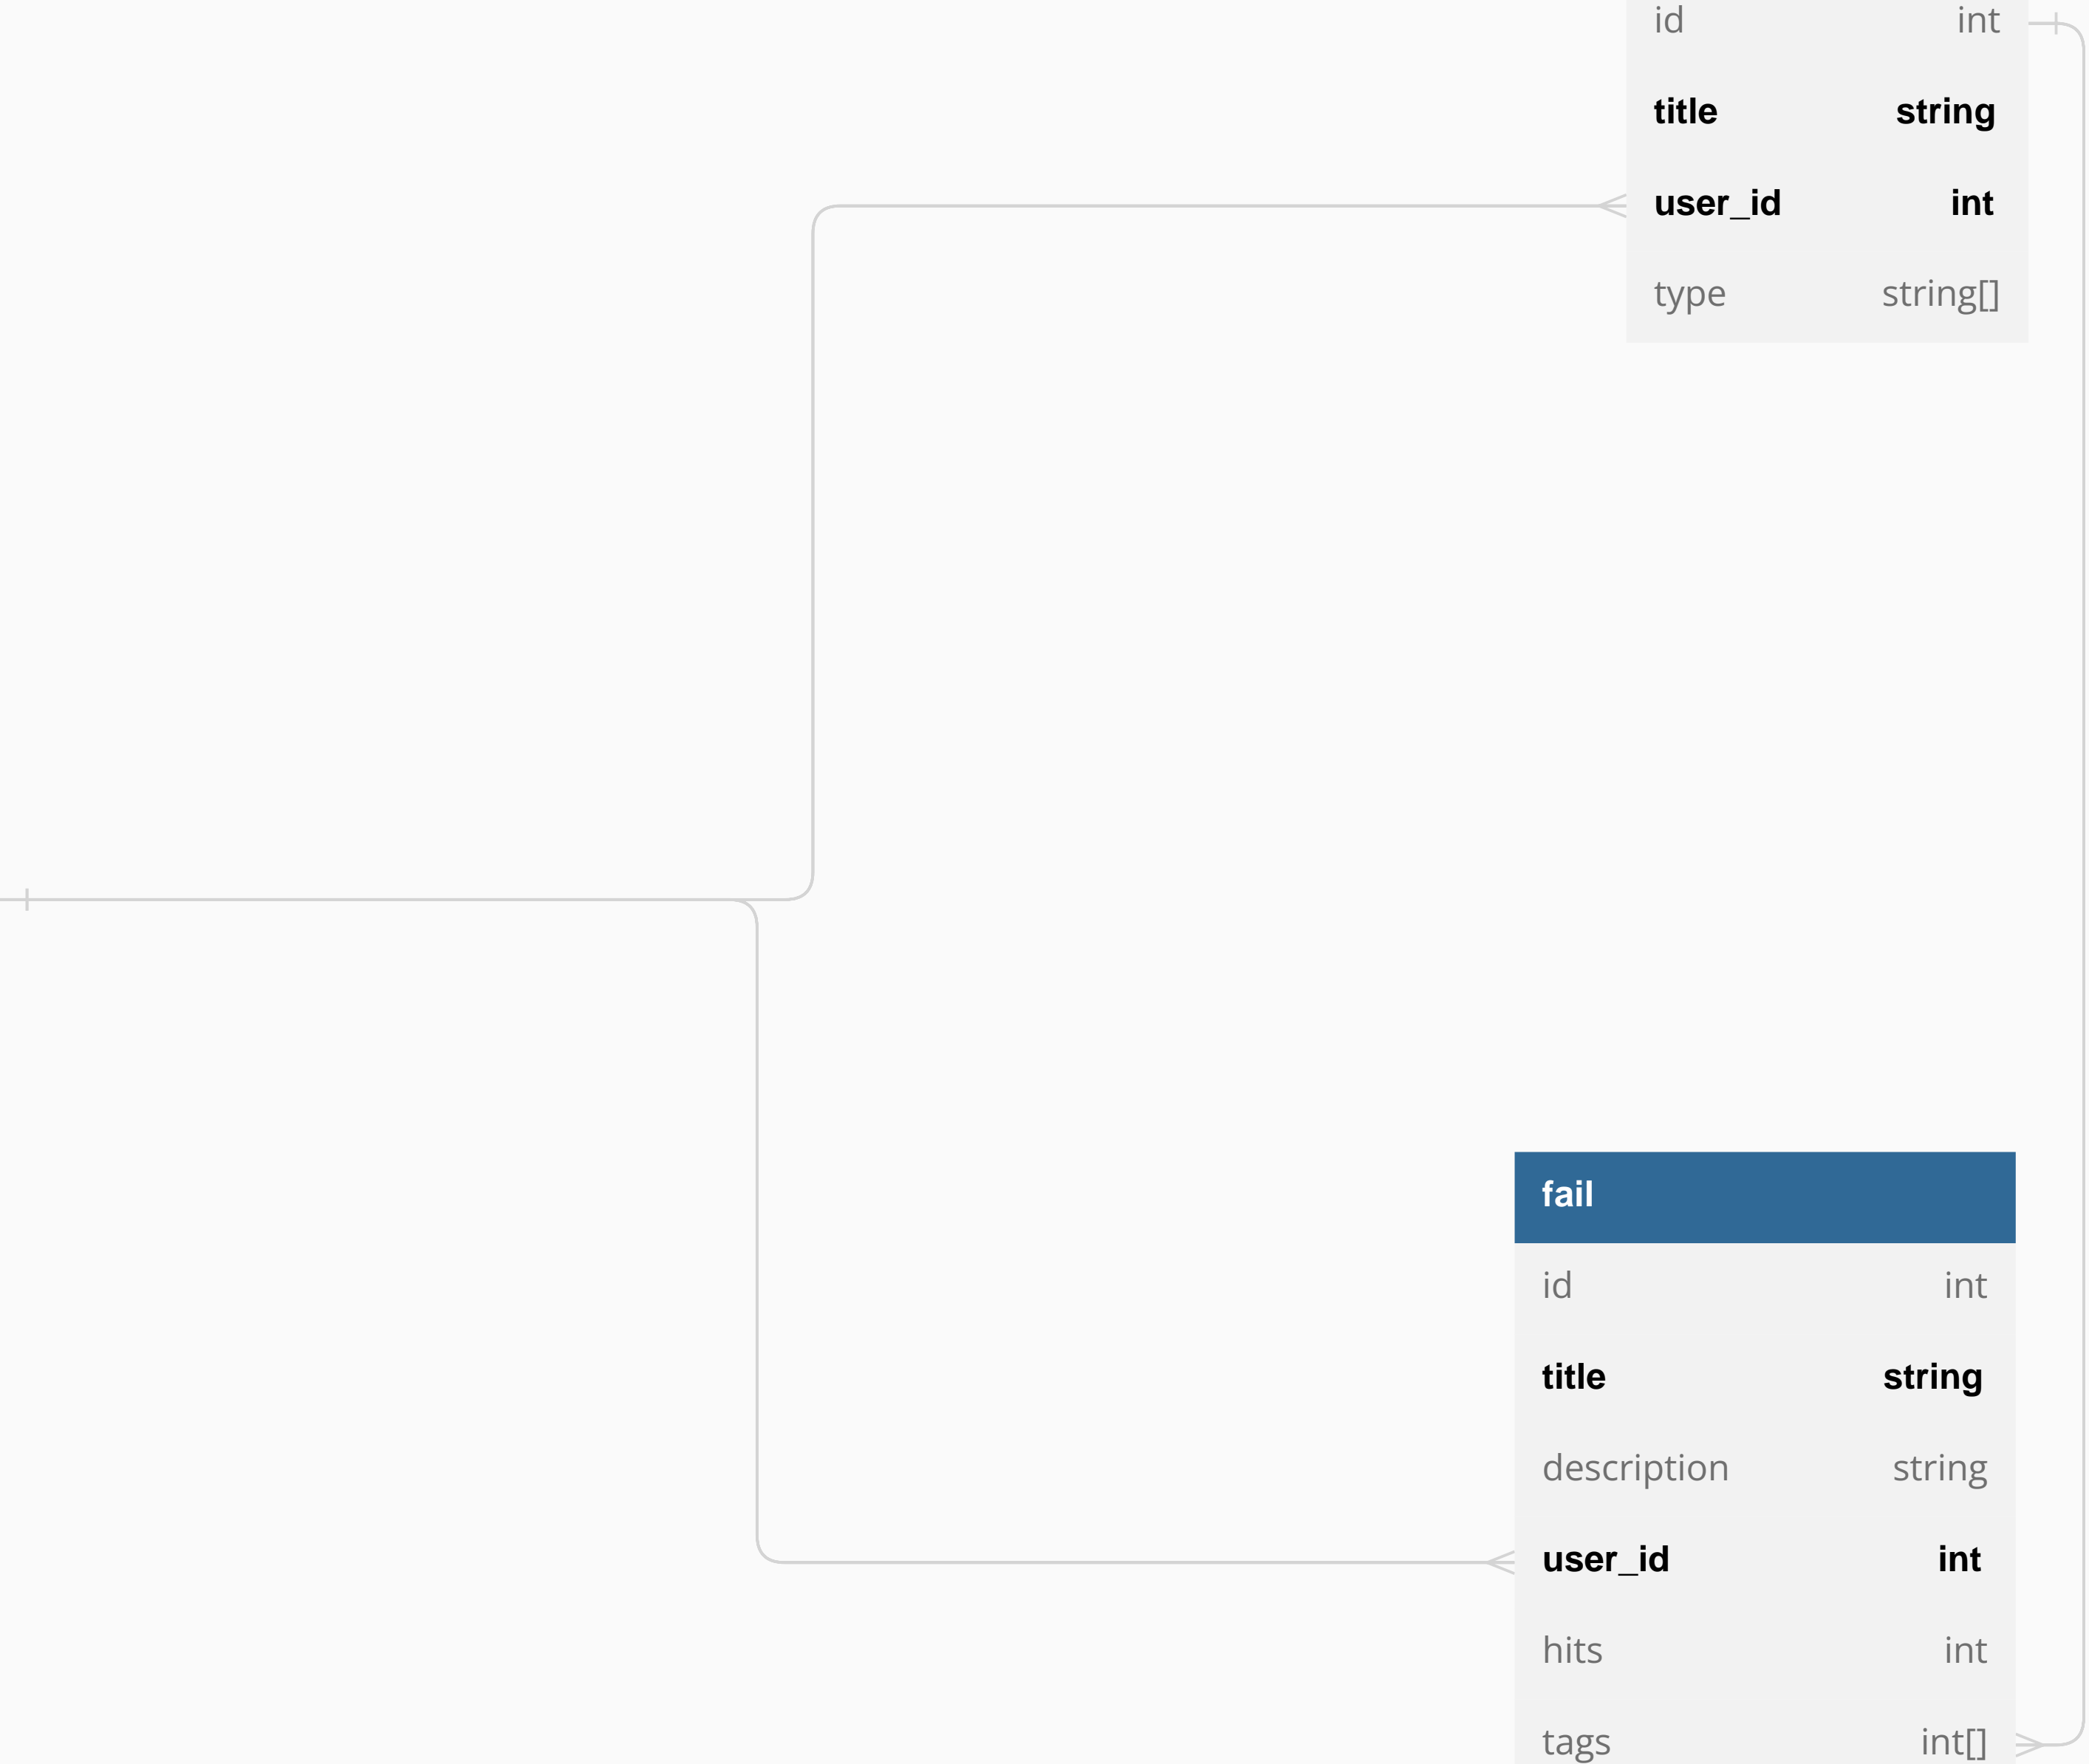 id int
title string
user_id int
type string[]
fail
id int
title string
description string
user_id int
hits int
tags int[]